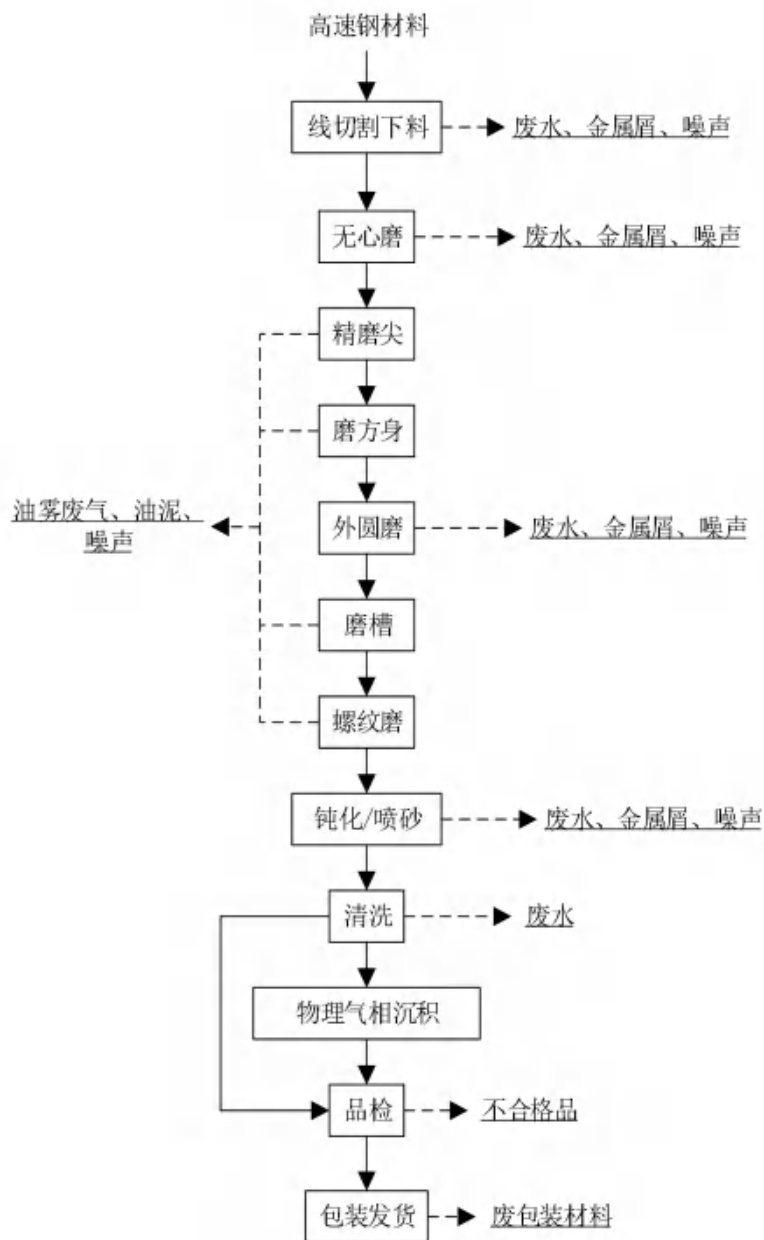 高速钢材料
线切割下料
废水、金属屑、噪声
无心磨
废水、金属屑、噪声
精磨尖
磨方身
油雾废气、油泥、
噪声
外圆磨
废水、金属屑、噪声
磨槽
螺纹磨
钝化/喷砂
废水、金属屑、噪声
清洗
废水
物理气相沉积
品检
不合格品
包装发货
废包装材料